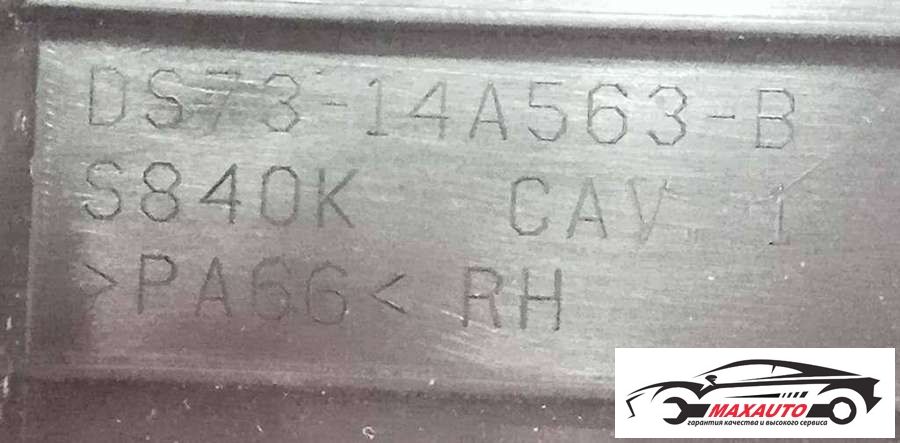 DS73-14A563-B
S840K CAV 1
>PA66< RH
MAXAUTO
гарантия качества и высокого сервиса